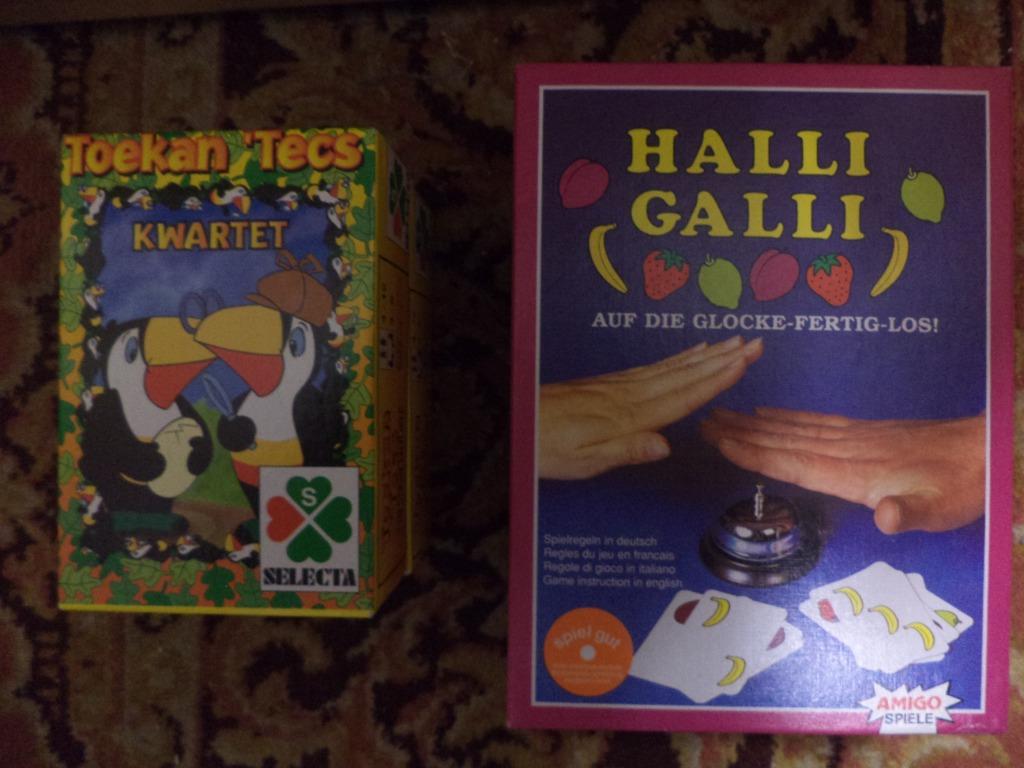 Toekan 'Tecs
KWARTET
S
SELECTA
HALLI
GALLI
AUF DIE GLOCKE-FERTIG-LOS!
Spielregeln in deutsch
Regles du jeu en francais
Regole di gioco in italiano
Game instruction in english
spiel gut
AMIGO
SPIELE